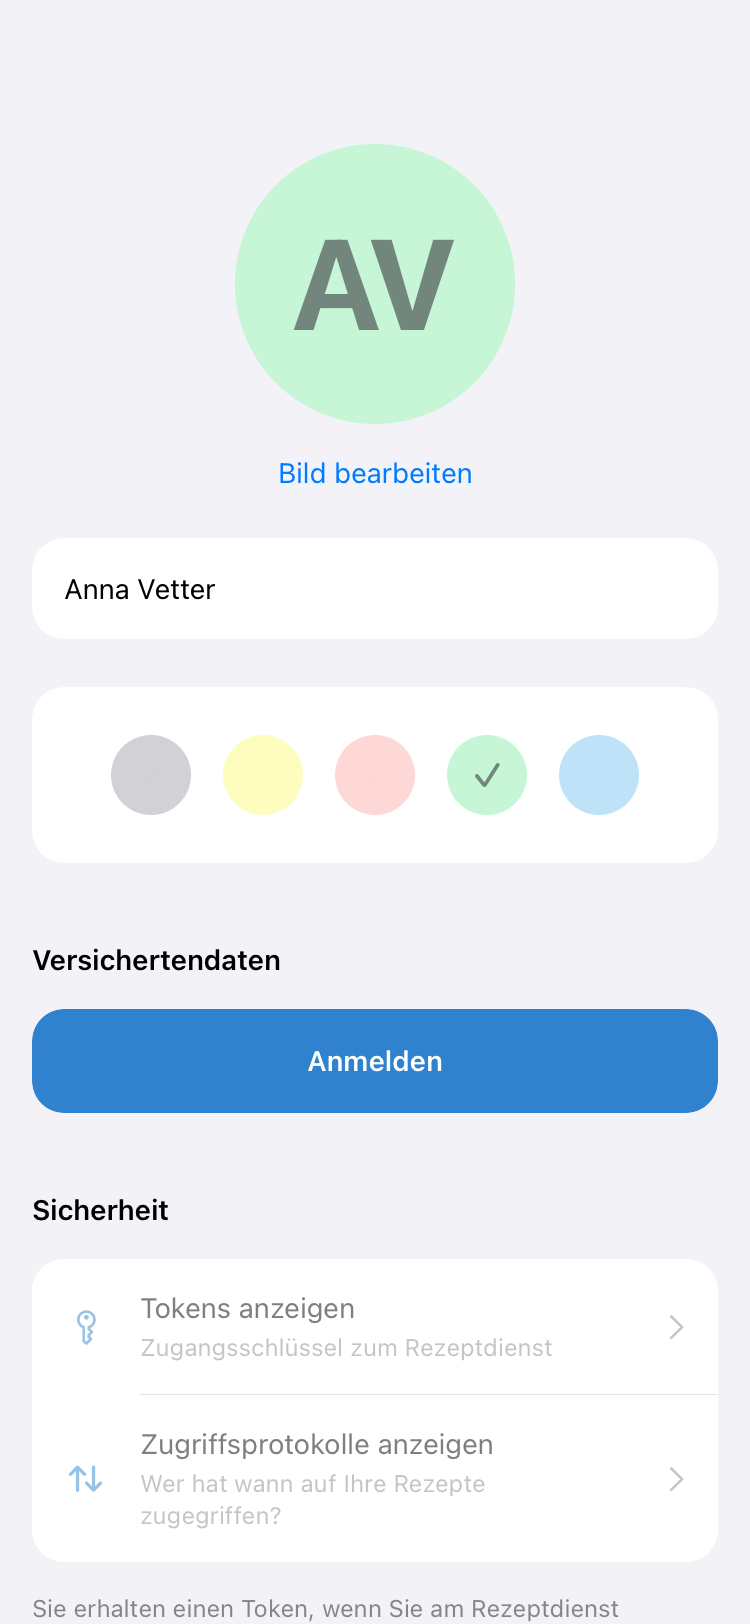 AV
Bild bearbeiten
Anna Vetter
Versichertendaten
Anmelden
Sicherheit
Tokens anzeigen
Zugangsschlüssel zum Rezeptdienst
Zugriffsprotokolle anzeigen
Wer hat wann auf Ihre Rezepte
zugegriffen?
Sie erhalten einen Token, wenn Sie am Rezeptdienst